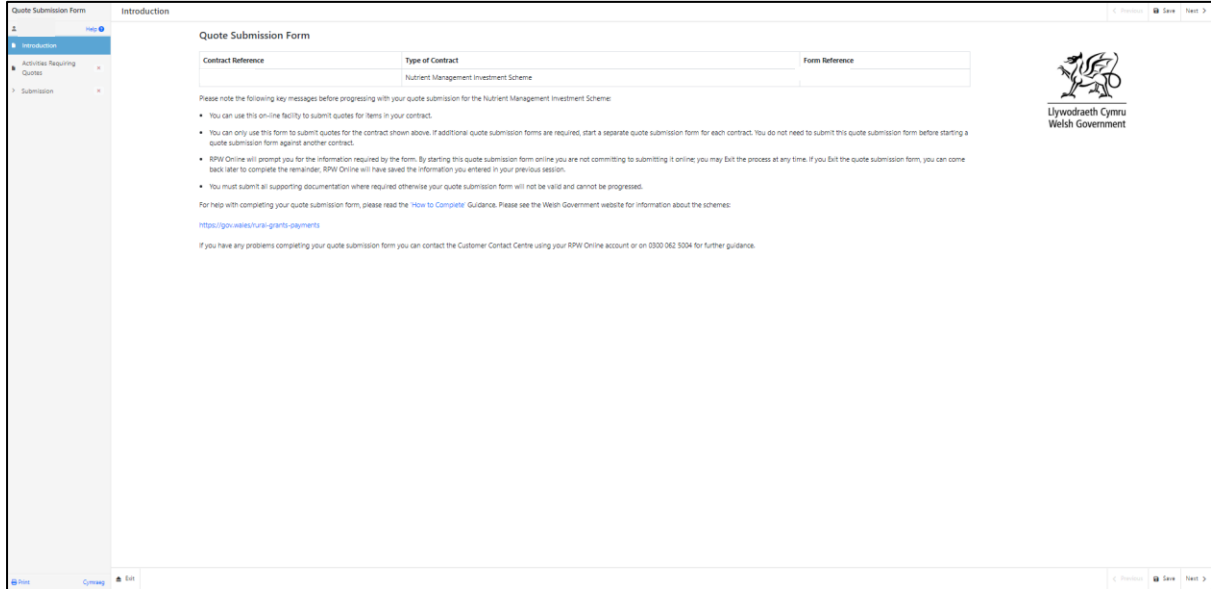 Quote Submission Form
Introduction
Previous
Save
Next
Help
Introduction
Activities Requiring
Quotes
Submission
Quote Submission Form
Contract Reference
Type of Contract
Form Reference
Nutrient Management Investment Scheme
Llywodraeth Cymru
Welsh Government
Please note the following key messages before progressing with your quote submission for the Nutrient Management Investment Scheme:
• You can use this on-line facility to submit quotes for items in your contract.
• You can only use this form to submit quotes for the contract shown above. If additional quote submission forms are required, start a separate quote submission form for each contract. You do not need to submit this quote submission form before starting a
quote submission form against another contract.
• RPW Online will prompt you for the information required by the form. By starting this quote submission form online you are not committing to submitting it online; you may Exit the process at any time. If you Exit the quote submission form, you can come
back later to complete the remainder, RPW Online will have saved the information you entered in your previous session.
• You must submit all supporting documentation where required otherwise your quote submission form will not be valid and cannot be progressed.
For help with completing your quote submission form, please read the 'How to Complete' Guidance. Please see the Welsh Government website for information about the schemes:
https://gov.wales/rural-grants-payments
If you have any problems completing your quote submission form you can contact the Customer Contact Centre using your RPW Online account or on 0300 062 5004 for further guidance.
Print
Cymraeg
Exit
Previous
Save
Next